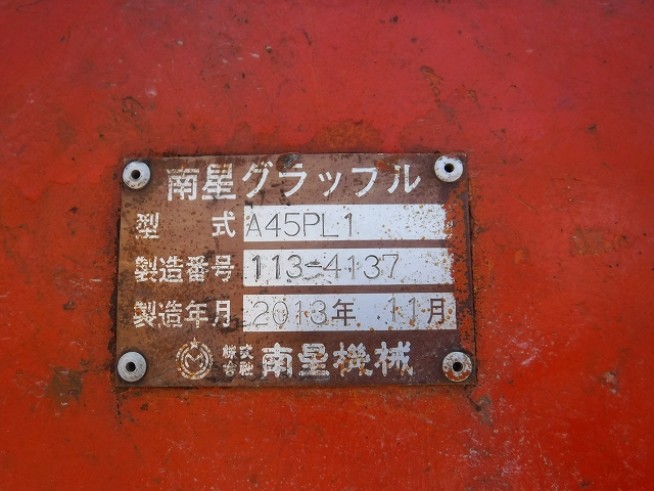 南星グラップル
型 式 A45PL1
製造番号 113-4137
製造年月 2013年 11月
株式会社 南星機械